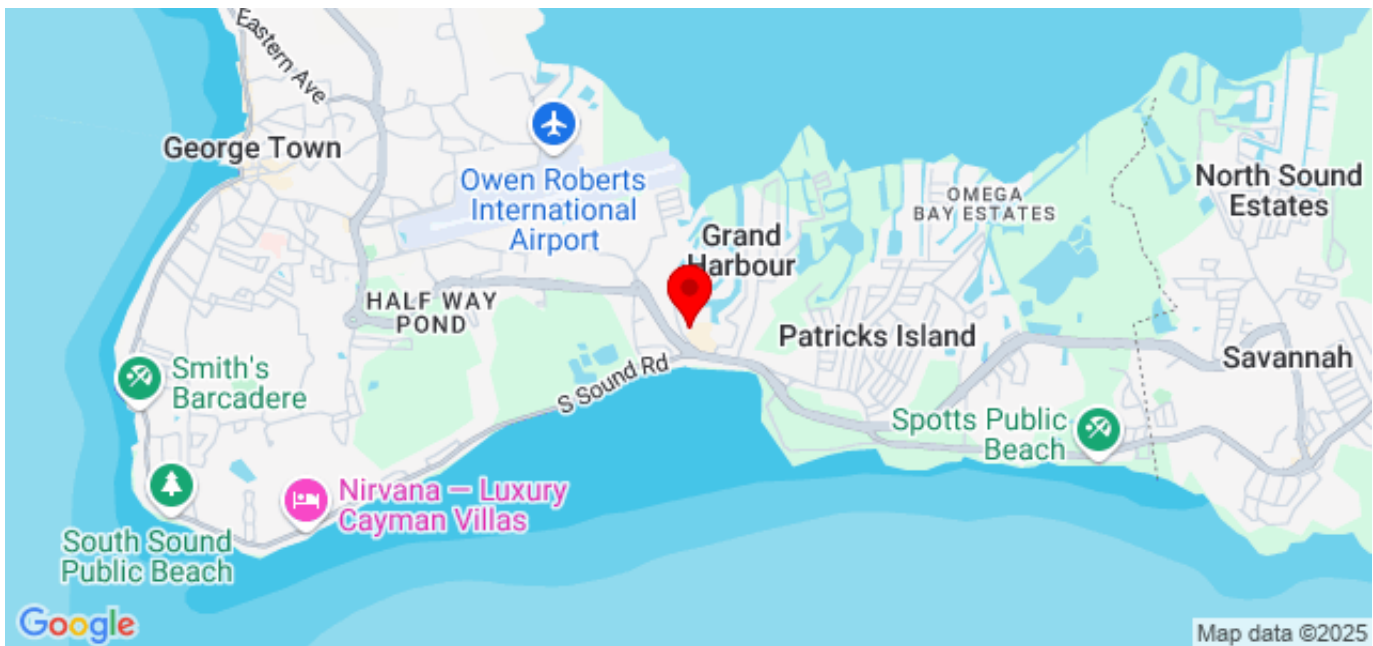 Eastern Ave
George Town
Owen Roberts
International
Airport
Grand
Harbour
OMEGA
BAY ESTATES
North Sound
Estates
HALF WAY
POND
Patricks Island
Savannah
Smith's
Barcadere
S Sound Rd
Spotts Public
Beach
Nirvana — Luxury
Cayman Villas
South Sound
Public Beach
Google
Map data ©2025